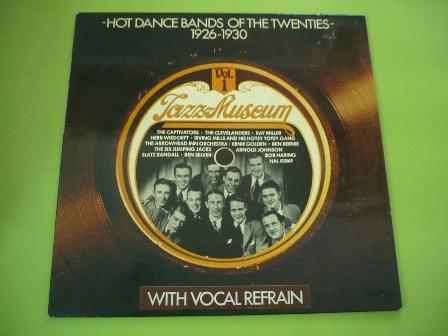 -HOT DANCE BANDS OF THE TWENTIES-
1926-1930
Vol.
1
Jazz Museum
THE CAPTIVATORS · THE CLEVELANDERS · RAY MILLER
HERB WIEDOEFT · IRVING MILLS AND HIS HOTSY TOTSY GANG
THE ARROWHEAD INN ORCHESTRA · ERNIE GOLDEN · BEN BERNIE
THE SIX JUMPING JACKS ARNOLD JOHNSON
SLATZ RANDALL · BEN SELVIN BOB HARING
HAL KEMP
WITH VOCAL REFRAIN